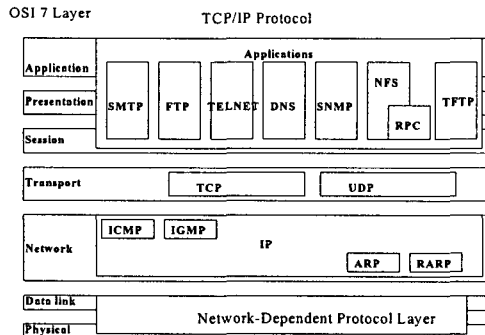 OSI 7 Layer
TCP/IP Protocol
Applications
Application
Presentation
Session
SMTP
FTP
TELNET
DNS
SNMP
NFS
RPC
TFTP
Transport
TCP
UDP
Network
ICMP
IGMP
IP
ARP
RARP
Data link
Physical
Network-Dependent Protocol Layer